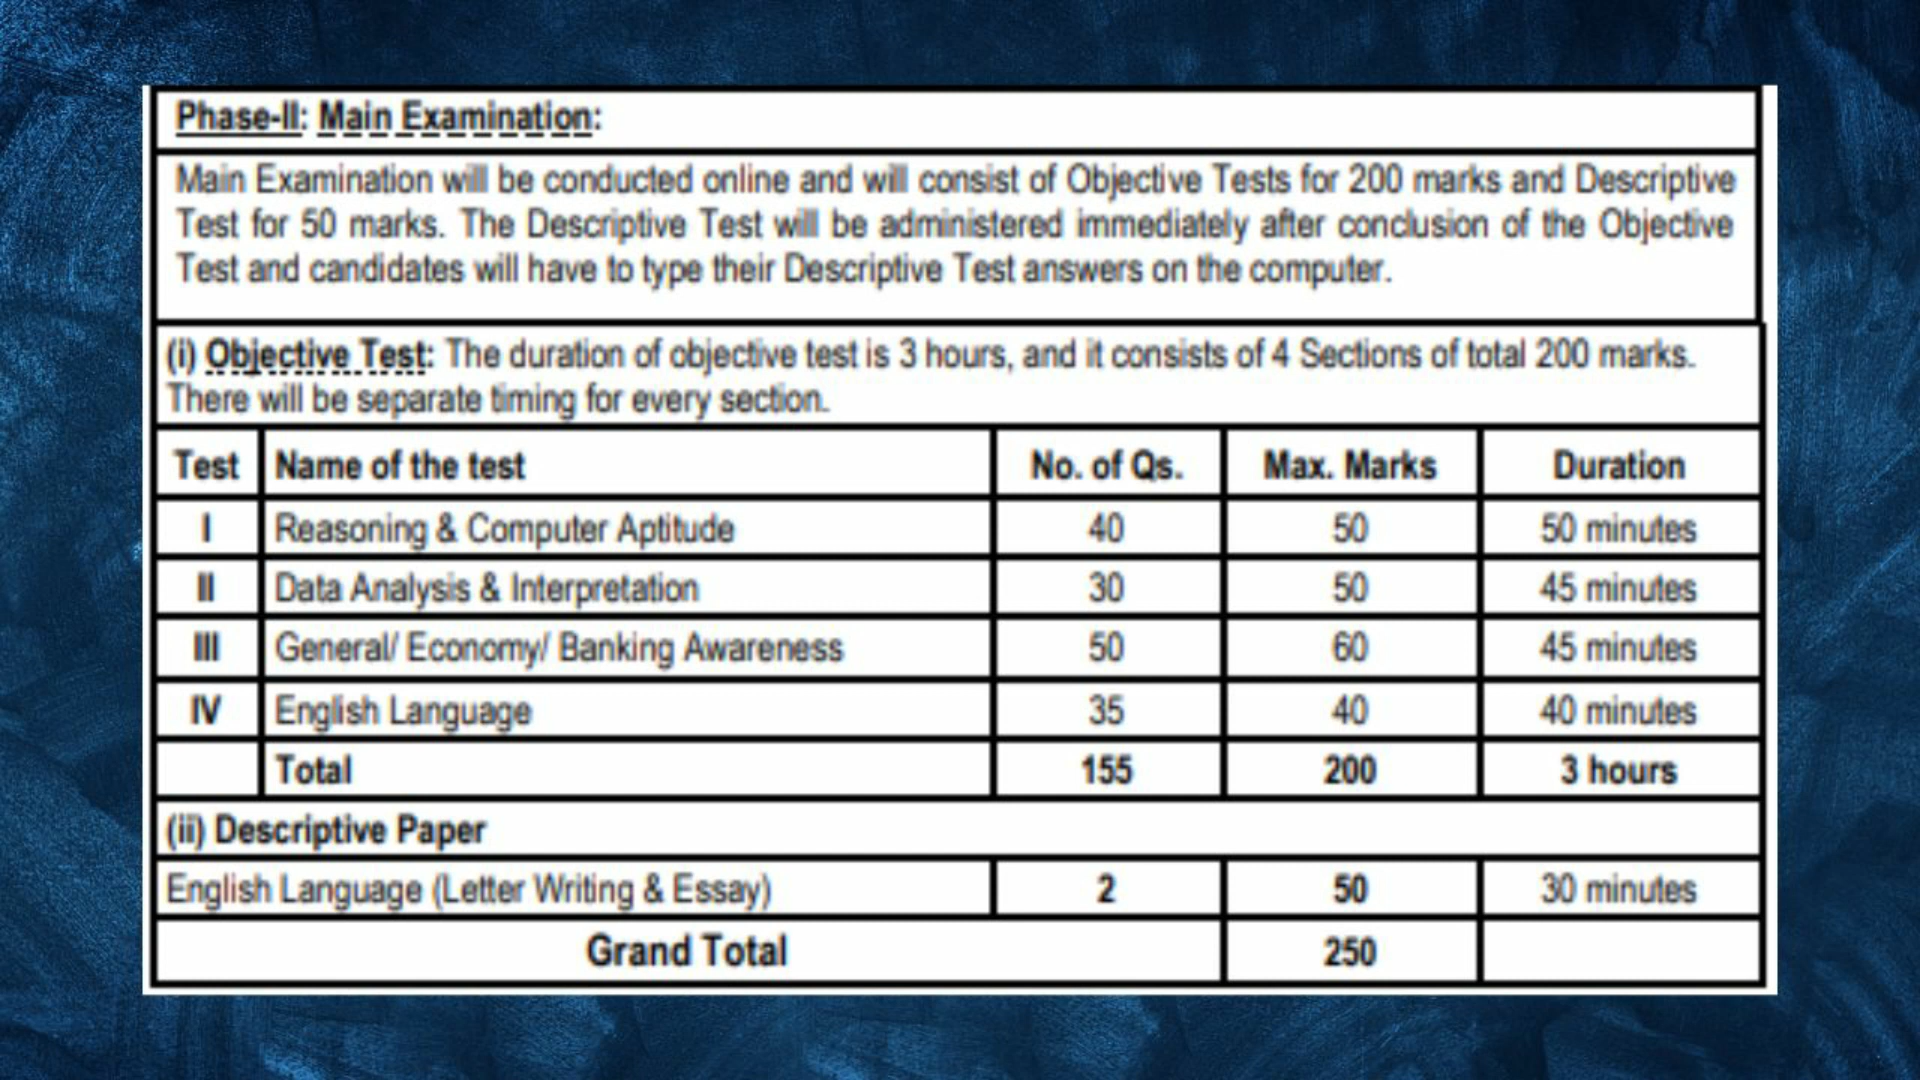 Phase-II: Main Examination:
Main Examination will be conducted online and will consist of Objective Tests for 200 marks and Descriptive
Test for 50 marks. The Descriptive Test will be administered immediately after conclusion of the Objective
Test and candidates will have to type their Descriptive Test answers on the computer.
(i) Objective Test: The duration of objective test is 3 hours, and it consists of 4 Sections of total 200 marks.
There will be separate timing for every section.
Test Name of the test No. of Qs. Max. Marks Duration
I Reasoning & Computer Aptitude 40 50 50 minutes
II Data Analysis & Interpretation 30 50 45 minutes
III General/ Economy/ Banking Awareness 50 60 45 minutes
IV English Language 35 40 40 minutes
Total 155 200 3 hours
(ii) Descriptive Paper
English Language (Letter Writing & Essay) 2 50 30 minutes
Grand Total 250